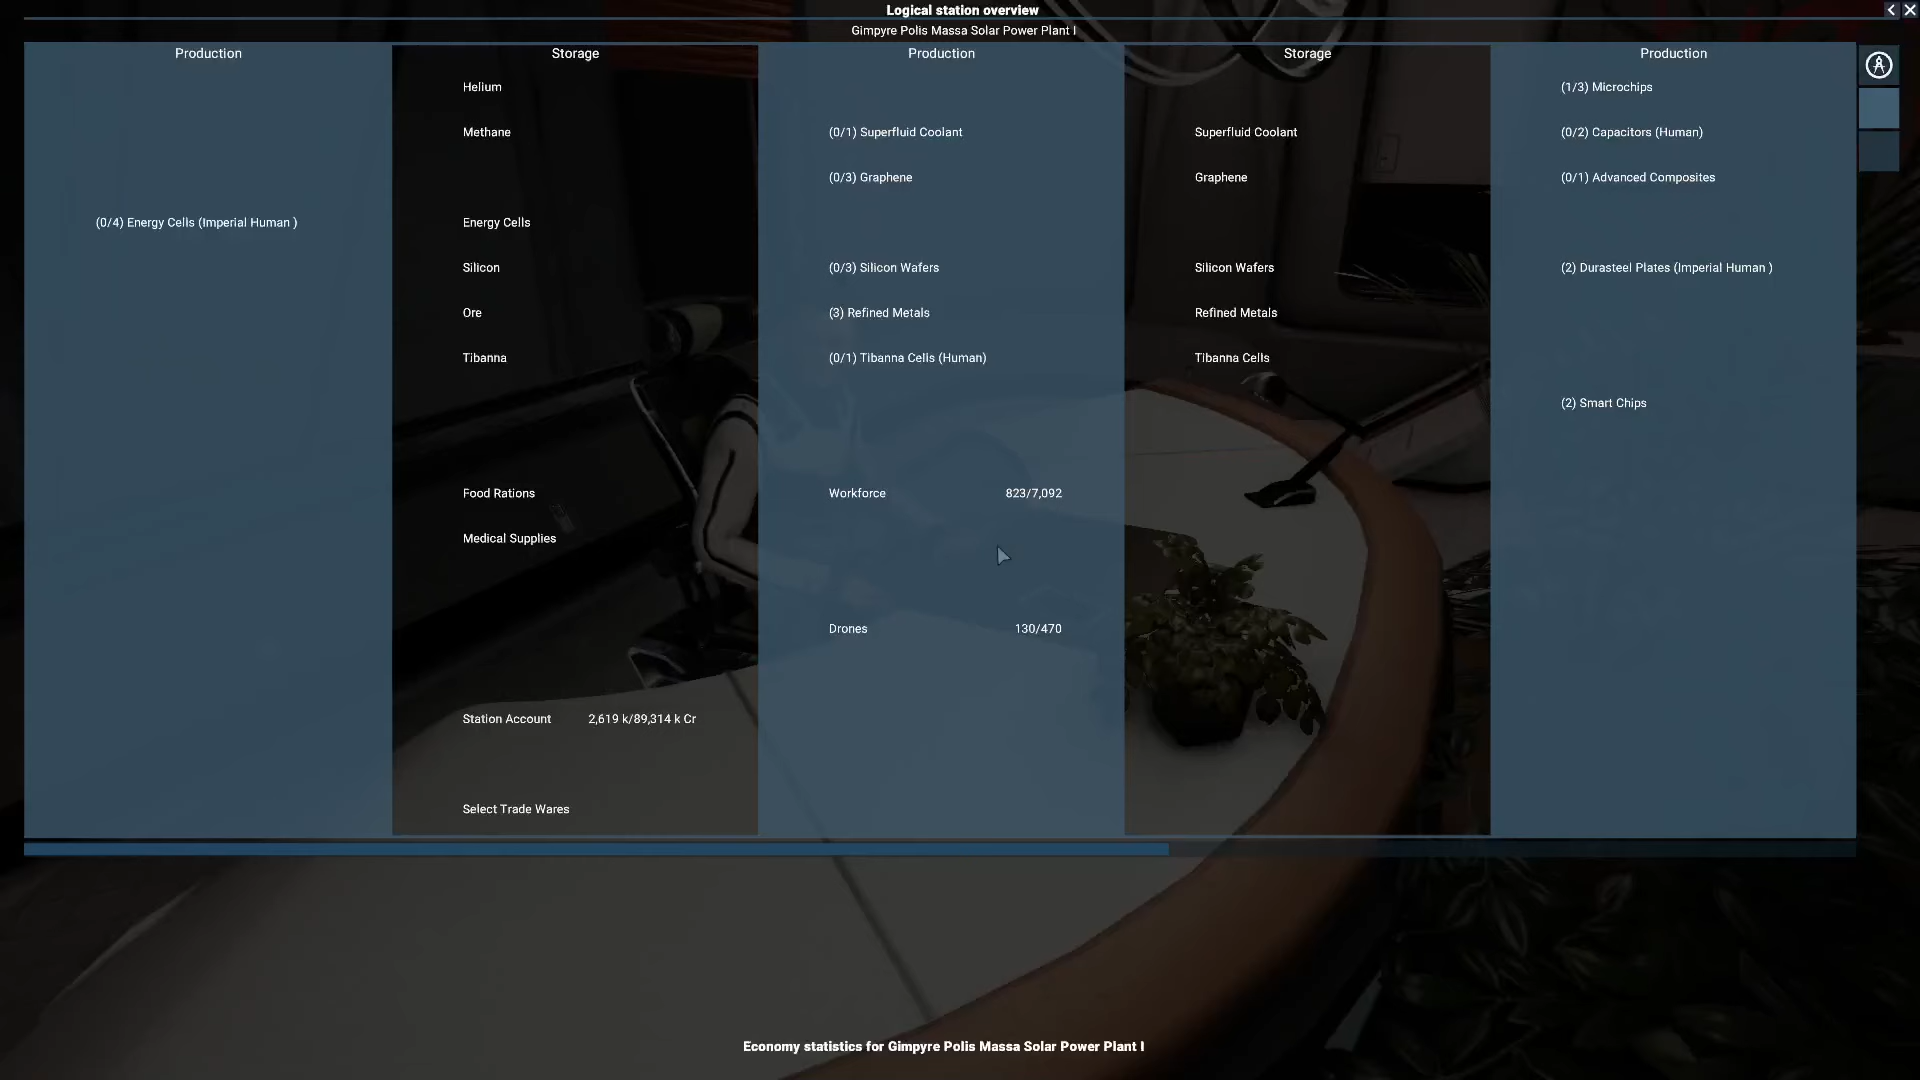 Logical station overview
Gimpyre Polis Massa Solar Power Plant I
Production
Storage
Production
Storage
Production
Helium
(1/3) Microchips
Methane
(0/1) Superfluid Coolant
Superfluid Coolant
(0/2) Capacitors (Human)
(0/3) Graphene
Graphene
(0/1) Advanced Composites
(0/4) Energy Cells (Imperial Human )
Energy Cells
Silicon
(0/3) Silicon Wafers
Silicon Wafers
(2) Durasteel Plates (Imperial Human )
Ore
(3) Refined Metals
Refined Metals
Tibanna
(0/1) Tibanna Cells (Human)
Tibanna Cells
(2) Smart Chips
Food Rations
Workforce 823/7,092
Medical Supplies
Drones 130/470
Station Account 2,619 k/89,314 k Cr
Select Trade Wares
Economy statistics for Gimpyre Polis Massa Solar Power Plant I